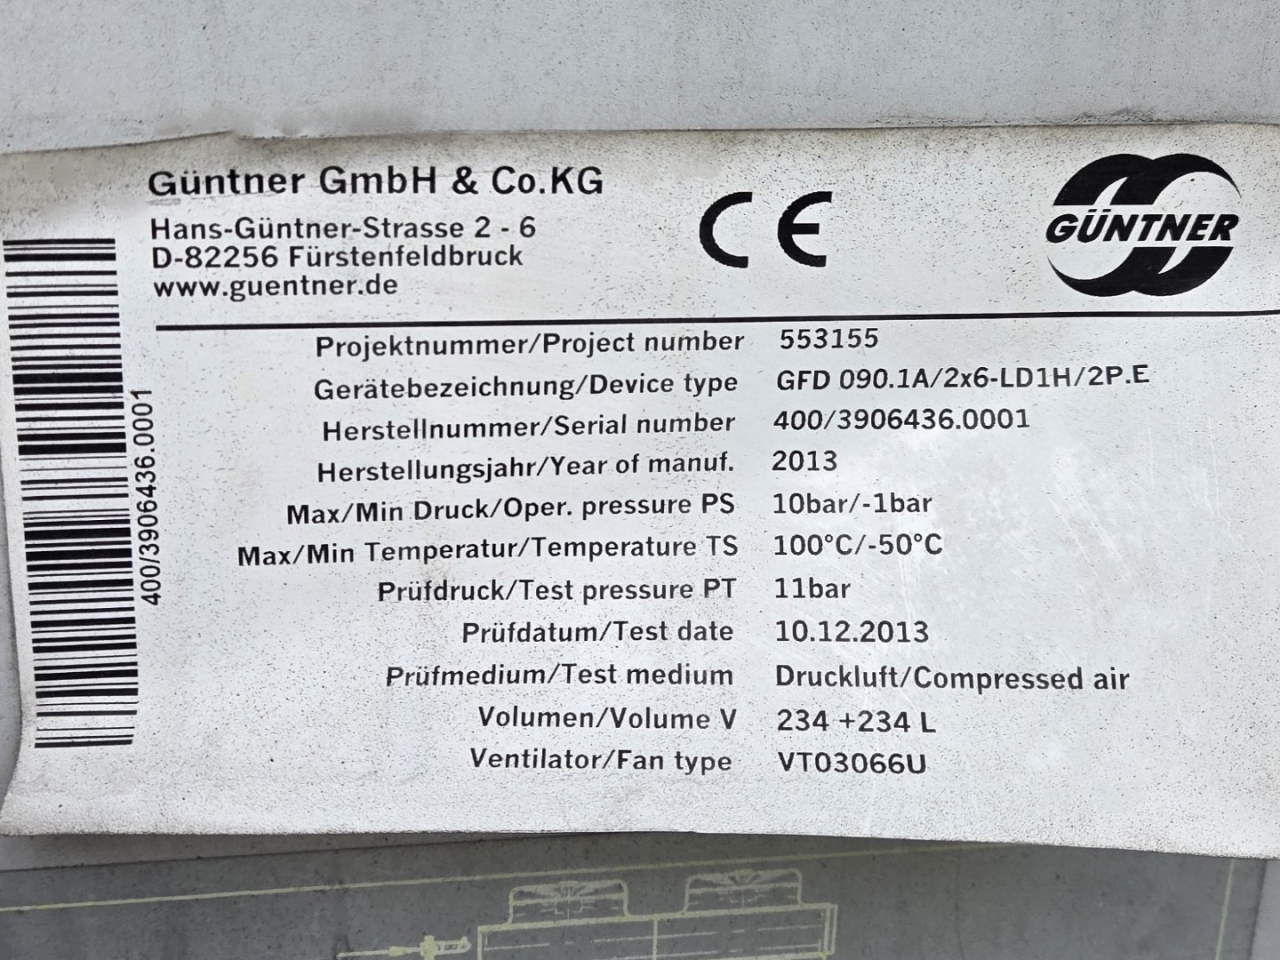 Güntner GmbH & Co.KG
Hans-Güntner-Strasse 2 - 6
D-82256 Fürstenfeldbruck
www.guentner.de
CE
GÜNTNER
400/3906436.0001
Projektnummer/Project number 553155
Gerätebezeichnung/Device type GFD 090.1A/2x6-LD1H/2P.E
Herstellnummer/Serial number 400/3906436.0001
Herstellungsjahr/Year of manuf. 2013
Max/Min Druck/Oper. pressure PS 10bar/-1bar
Max/Min Temperatur/Temperature TS 100°C/-50°C
Prüfdruck/Test pressure PT 11bar
Prüfdatum/Test date 10.12.2013
Prüfmedium/Test medium Druckluft/Compressed air
Volumen/Volume V 234 +234 L
Ventilator/Fan type VT03066U